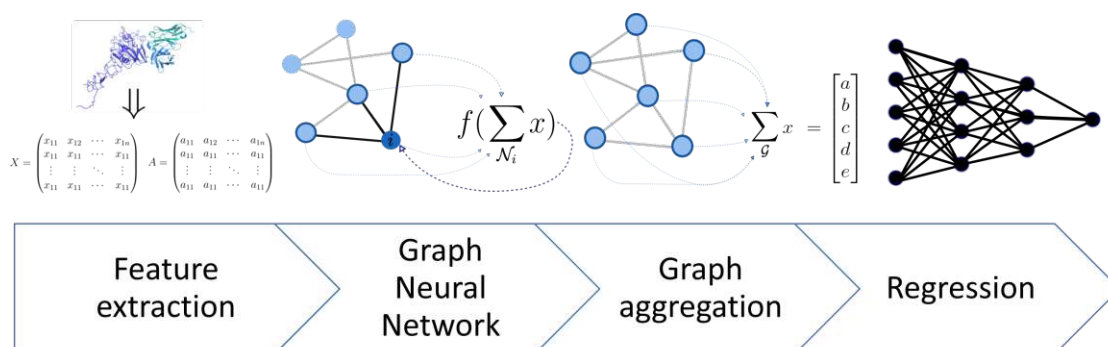 X = ( x₁₁ x₁₂ ⋯ x₁ₙ
x₁₁ x₁₁ ⋯ x₁₁
⋮ ⋮ ⋱ ⋮
x₁₁ x₁₁ ⋯ x₁₁ )
A = ( a₁₁ a₁₂ ⋯ a₁ₙ
a₁₁ a₁₁ ⋯ a₁₁
⋮ ⋮ ⋱ ⋮
a₁₁ a₁₁ ⋯ a₁₁ )
i
f(∑ x)
𝒩ᵢ
∑ x =
𝒢
[ a
b
c
d
e ]
Feature
extraction
Graph
Neural
Network
Graph
aggregation
Regression